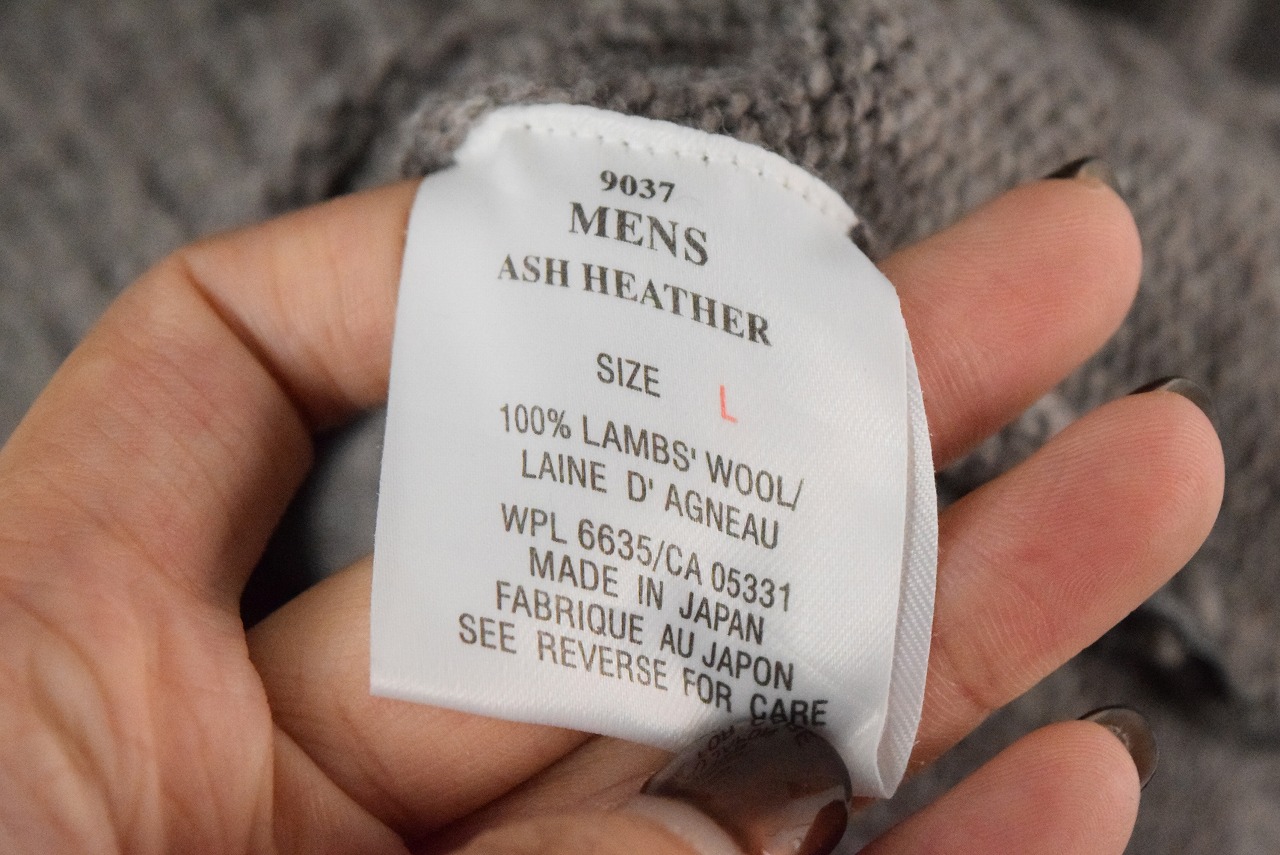 9037
MENS
ASH HEATHER
SIZE L
100% LAMBS' WOOL/
LAINE D' AGNEAU
WPL 6635/CA 05331
MADE IN JAPAN
FABRIQUE AU JAPON
SEE REVERSE FOR CARE